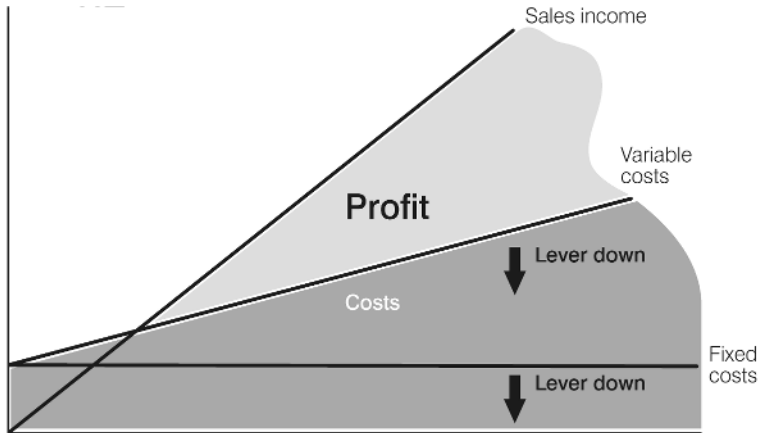 Sales income
Variable
costs
Profit
Lever down
Costs
Fixed
costs
Lever down